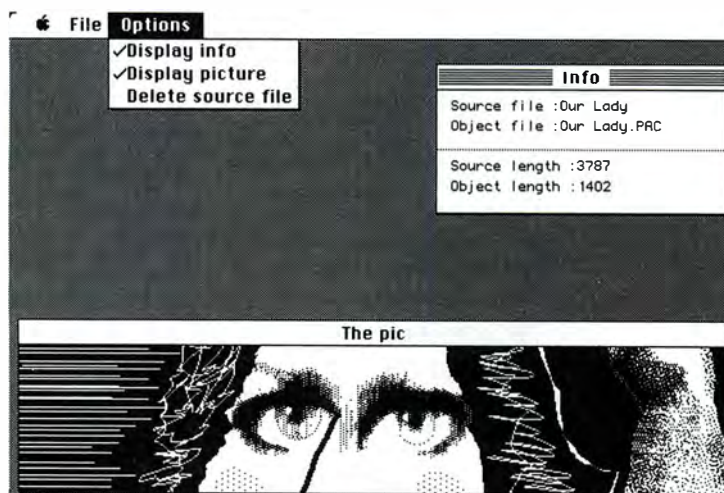 File Options
✓Display info
✓Display picture
Delete source file
Info
Source file :Our Lady
Object file :Our Lady.PAC
Source length :3787
Object length :1402
The pic